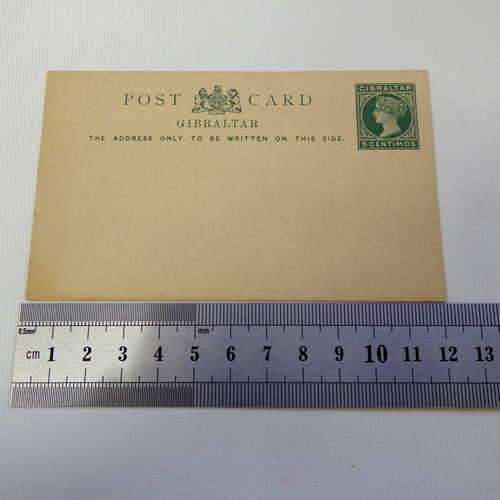 POST CARD
GIBRALTAR
THE ADDRESS ONLY TO BE WRITTEN ON THIS SIDE.
GIBRALTAR
5 CENTIMOS
0.5mm
mm
cm 1 2 3 4 5 6 7 8 9 10 11 12 13